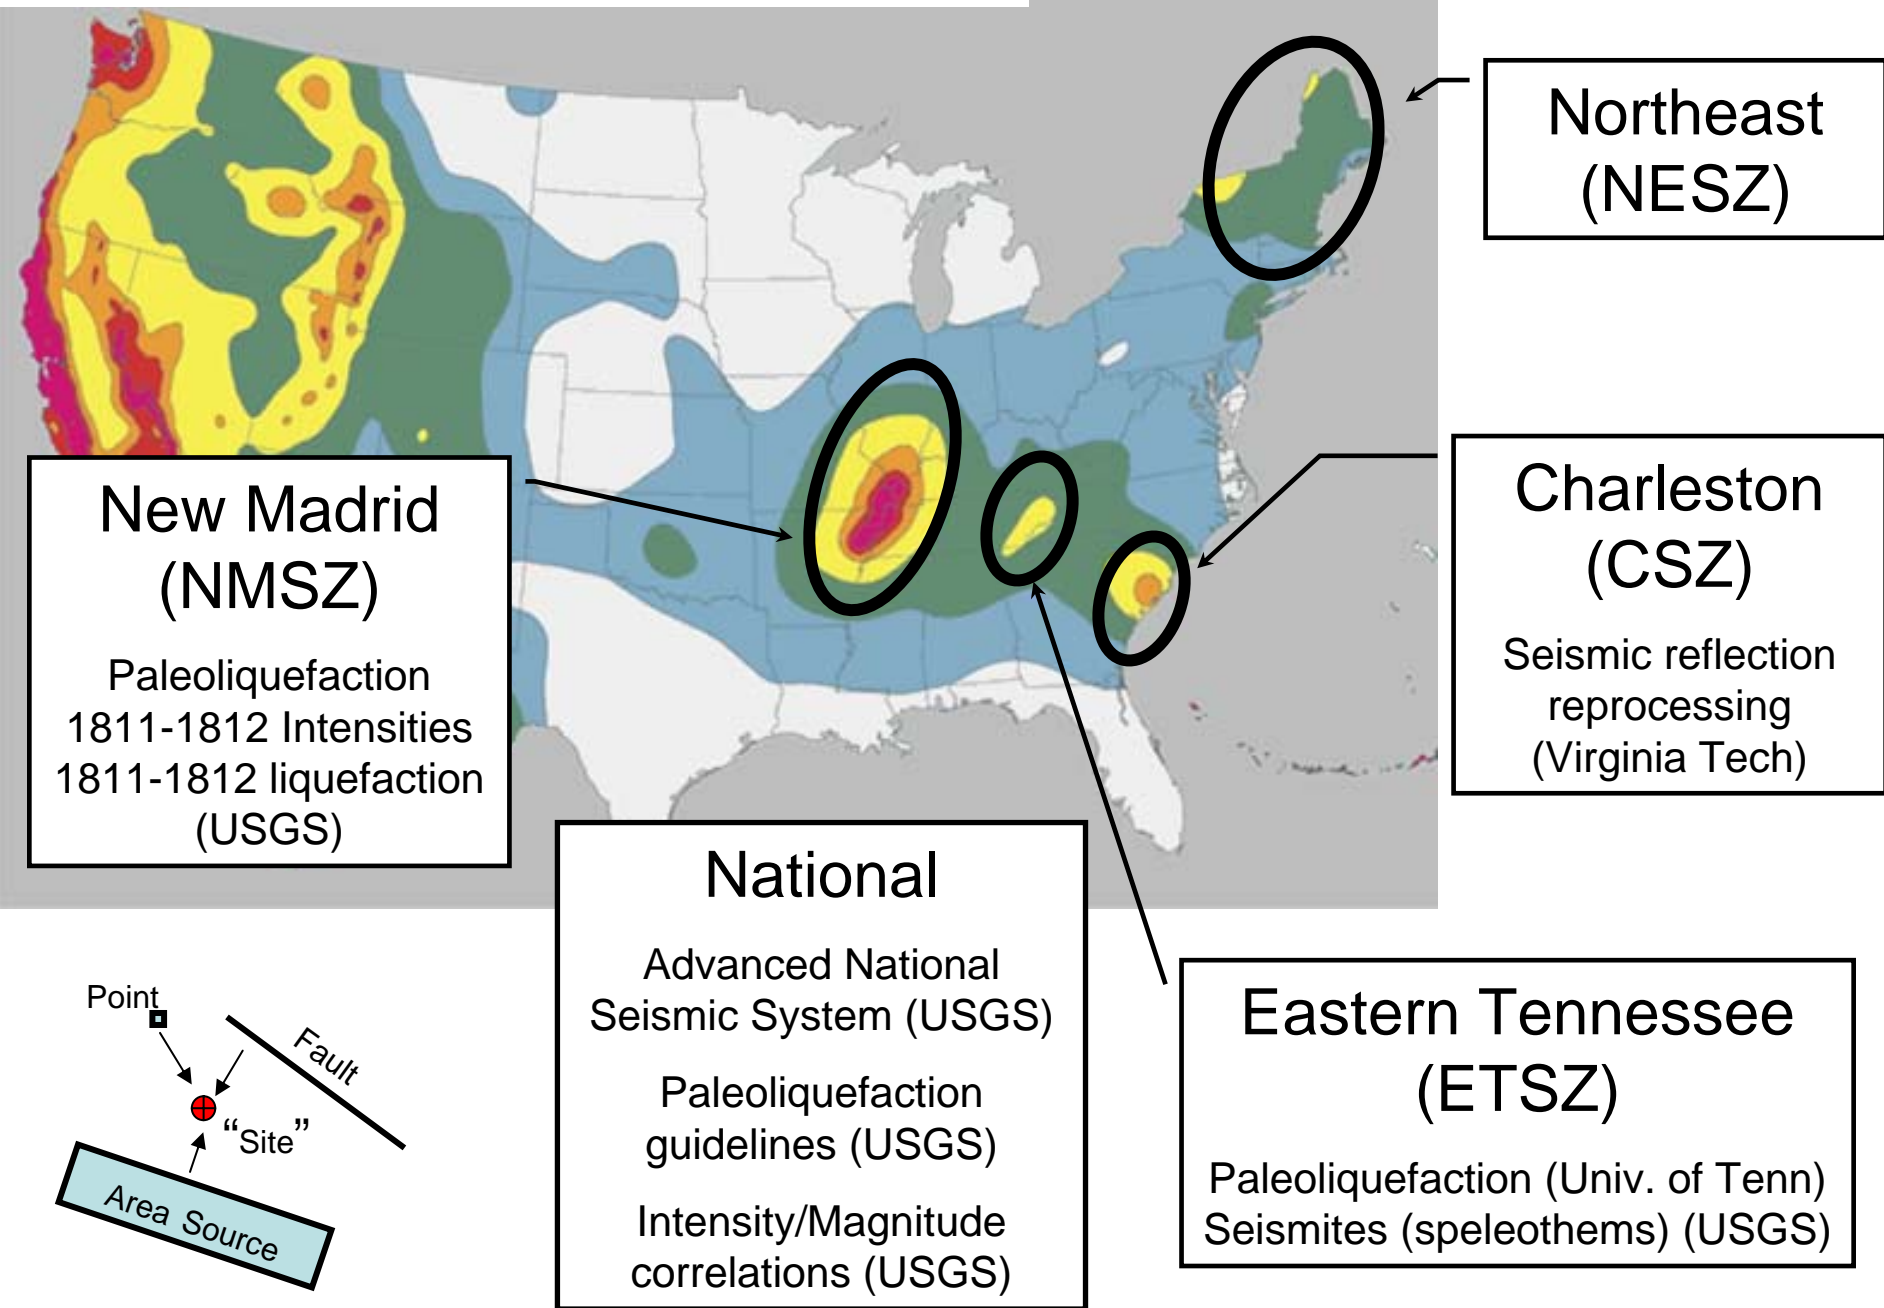 Northeast
(NESZ)
New Madrid
(NMSZ)
Paleoliquefaction
1811-1812 Intensities
1811-1812 liquefaction
(USGS)
Charleston
(CSZ)
Seismic reflection
reprocessing
(Virginia Tech)
National
Advanced National
Seismic System (USGS)
Paleoliquefaction
guidelines (USGS)
Intensity/Magnitude
correlations (USGS)
Eastern Tennessee
(ETSZ)
Paleoliquefaction (Univ. of Tenn)
Seismites (speleothems) (USGS)
Point
Fault
“Site”
Area Source